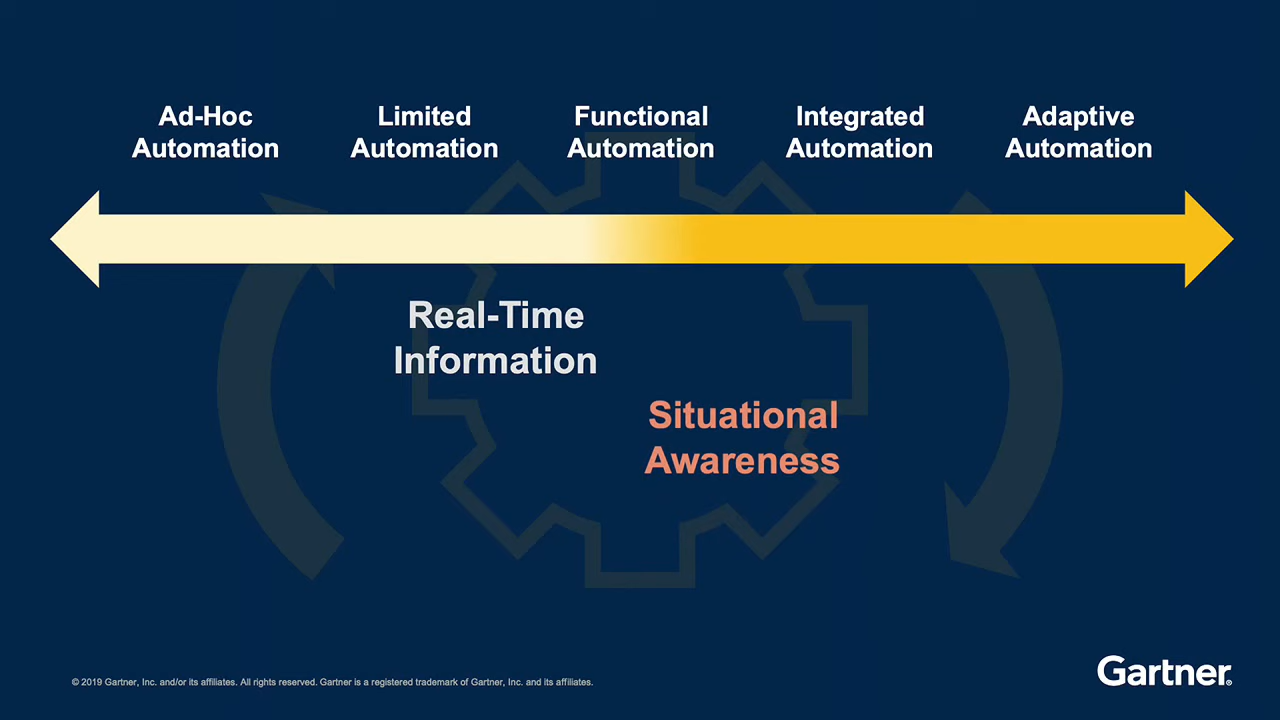 Ad-Hoc
Automation
Limited
Automation
Functional
Automation
Integrated
Automation
Adaptive
Automation
Real-Time
Information
Situational
Awareness
© 2019 Gartner, Inc. and/or its affiliates. All rights reserved. Gartner is a registered trademark of Gartner, Inc. and its affiliates.
Gartner®